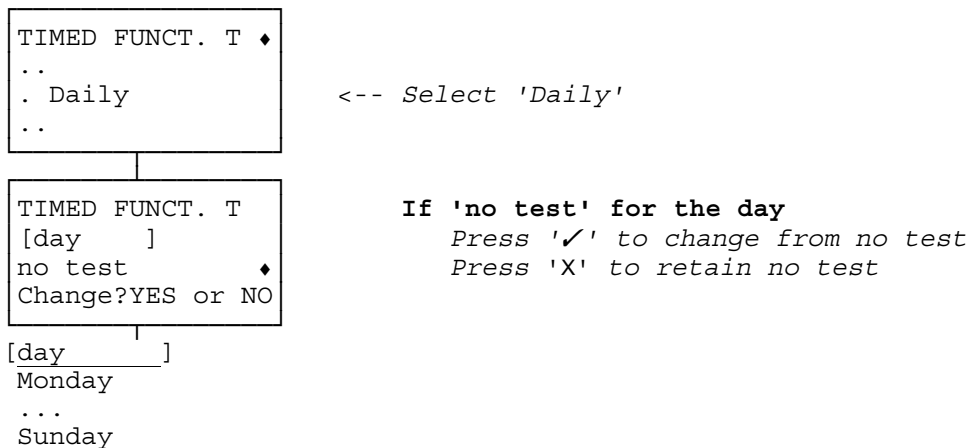 TIMED FUNCT. T ♦
..
. Daily <-- Select 'Daily'
..
TIMED FUNCT. T If 'no test' for the day
[day ] Press '✓' to change from no test
no test ♦ Press 'X' to retain no test
Change?YES or NO
[day ]
Monday
...
Sunday